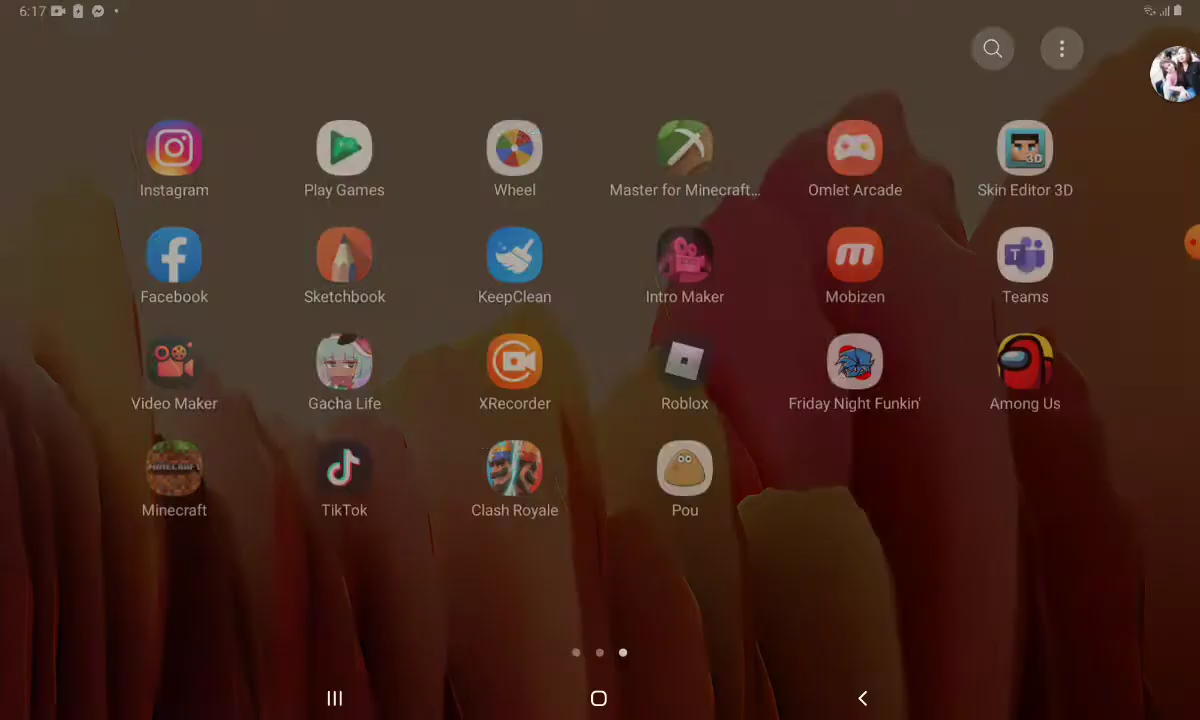 6:17
Instagram
Play Games
Wheel
Master for Minecraft...
Omlet Arcade
Skin Editor 3D
Facebook
Sketchbook
KeepClean
Intro Maker
Mobizen
Teams
Video Maker
Gacha Life
XRecorder
Roblox
Friday Night Funkin'
Among Us
Minecraft
TikTok
Clash Royale
Pou